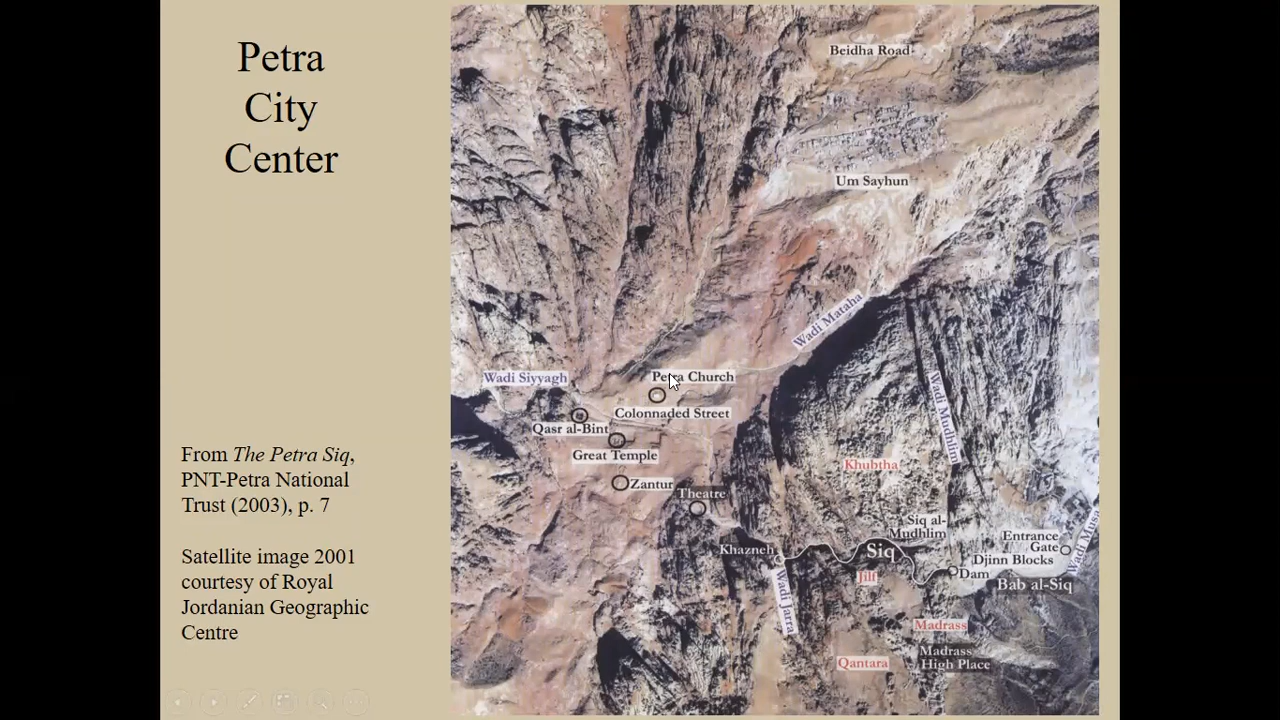 Petra
City
Center
From The Petra Siq,
PNT-Petra National
Trust (2003), p. 7
Satellite image 2001
courtesy of Royal
Jordanian Geographic
Centre
Beidha Road
Um Sayhun
Wadi Mataha
Wadi Siyyagh
Petra Church
Colonnaded Street
Qasr al-Bint
Great Temple
Zantur
Theatre
Khubtha
Wadi Mudhlim
Siq al-
Mudhlim
Khazneh
Siq
Jilf
Wadi Jarra
Entrance
Gate
Djinn Blocks
Dam
Bab al-Siq
Wadi Musa
Madrass
Madrass
High Place
Qantara